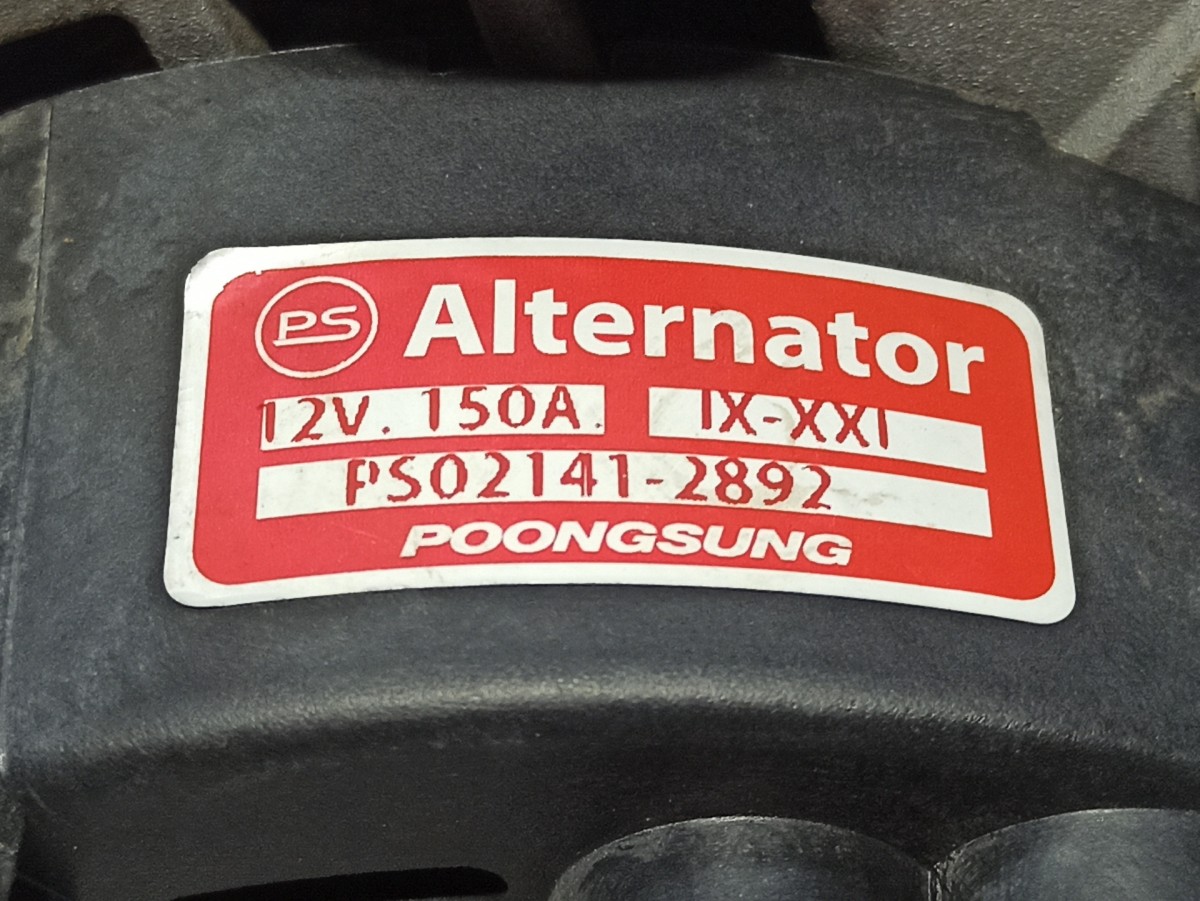 PS Alternator
12V. 150A. IX-XXI
PS02141-2892
POONGSUNG